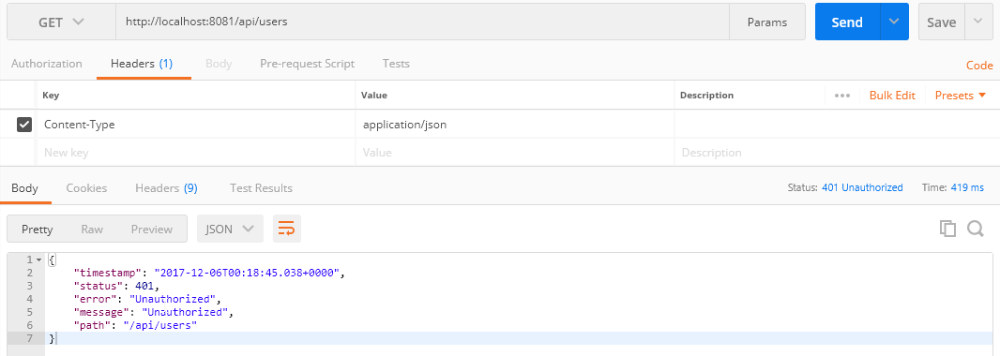 GET http://localhost:8081/api/users Params Send Save
Authorization Headers (1) Body Pre-request Script Tests Code
Key Value Description ••• Bulk Edit Presets
Content-Type application/json
New key Value Description
Body Cookies Headers (9) Test Results Status: 401 Unauthorized Time: 419 ms
Pretty Raw Preview JSON
1 {
2 "timestamp": "2017-12-06T00:18:45.038+0000",
3 "status": 401,
4 "error": "Unauthorized",
5 "message": "Unauthorized",
6 "path": "/api/users"
7 }